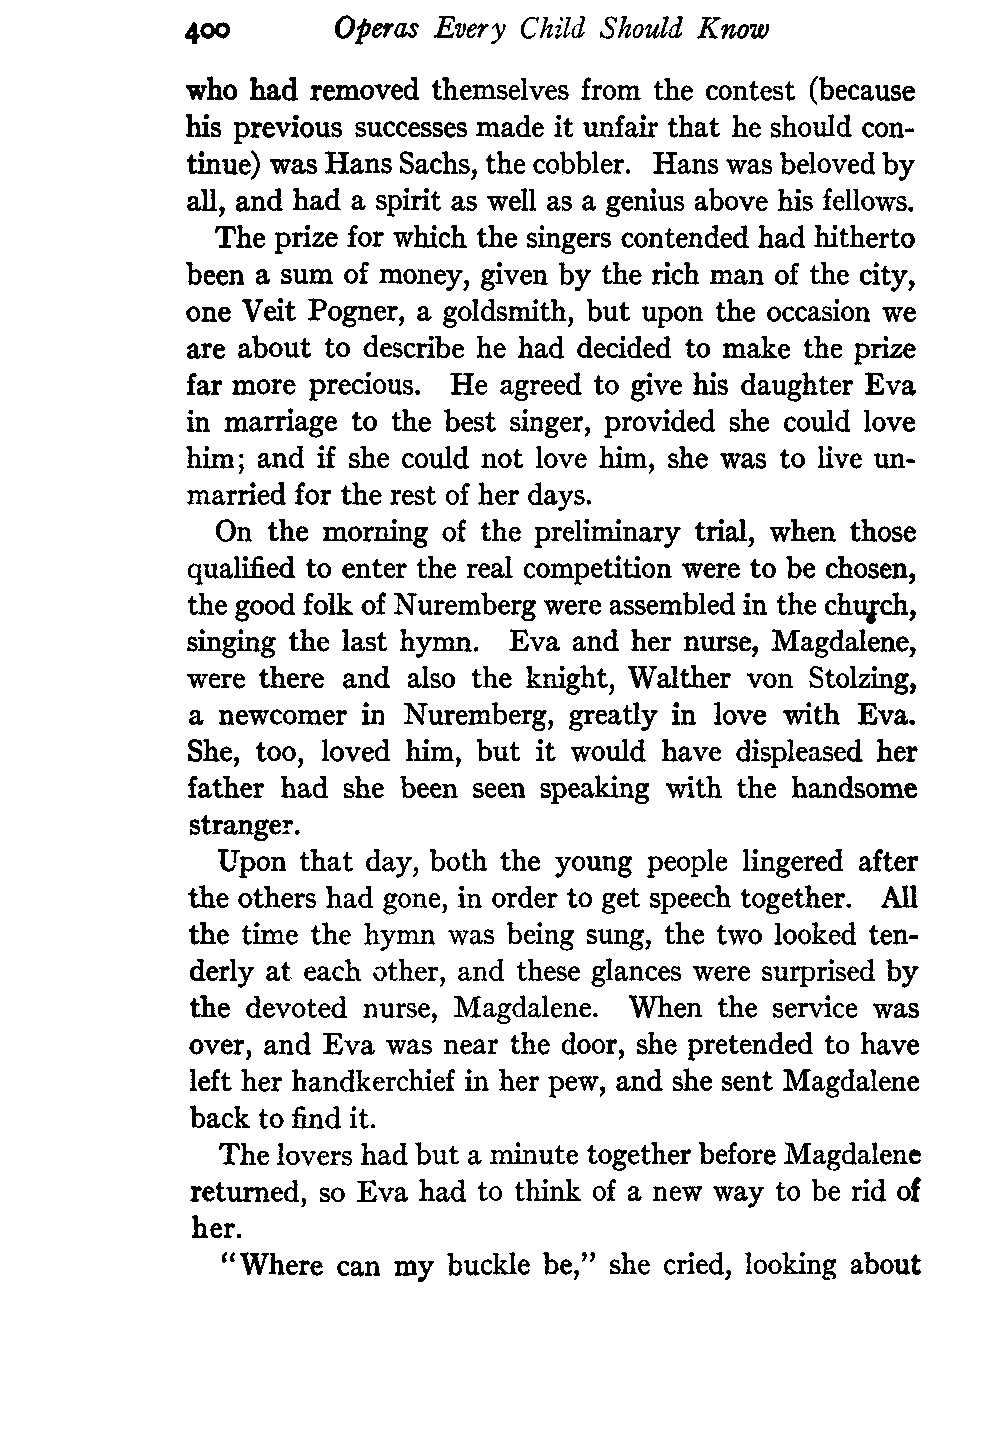 400 Operas Every Child Should Know
who had removed themselves from the contest (because
his previous successes made it unfair that he should con-
tinue) was Hans Sachs, the cobbler. Hans was beloved by
all, and had a spirit as well as a genius above his fellows.
The prize for which the singers contended had hitherto
been a sum of money, given by the rich man of the city,
one Veit Pogner, a goldsmith, but upon the occasion we
are about to describe he had decided to make the prize
far more precious. He agreed to give his daughter Eva
in marriage to the best singer, provided she could love
him; and if she could not love him, she was to live un-
married for the rest of her days.
On the morning of the preliminary trial, when those
qualified to enter the real competition were to be chosen,
the good folk of Nuremberg were assembled in the church,
singing the last hymn. Eva and her nurse, Magdalene,
were there and also the knight, Walther von Stolzing,
a newcomer in Nuremberg, greatly in love with Eva.
She, too, loved him, but it would have displeased her
father had she been seen speaking with the handsome
stranger.
Upon that day, both the young people lingered after
the others had gone, in order to get speech together. All
the time the hymn was being sung, the two looked ten-
derly at each other, and these glances were surprised by
the devoted nurse, Magdalene. When the service was
over, and Eva was near the door, she pretended to have
left her handkerchief in her pew, and she sent Magdalene
back to find it.
The lovers had but a minute together before Magdalene
returned, so Eva had to think of a new way to be rid of
her.
"Where can my buckle be," she cried, looking about